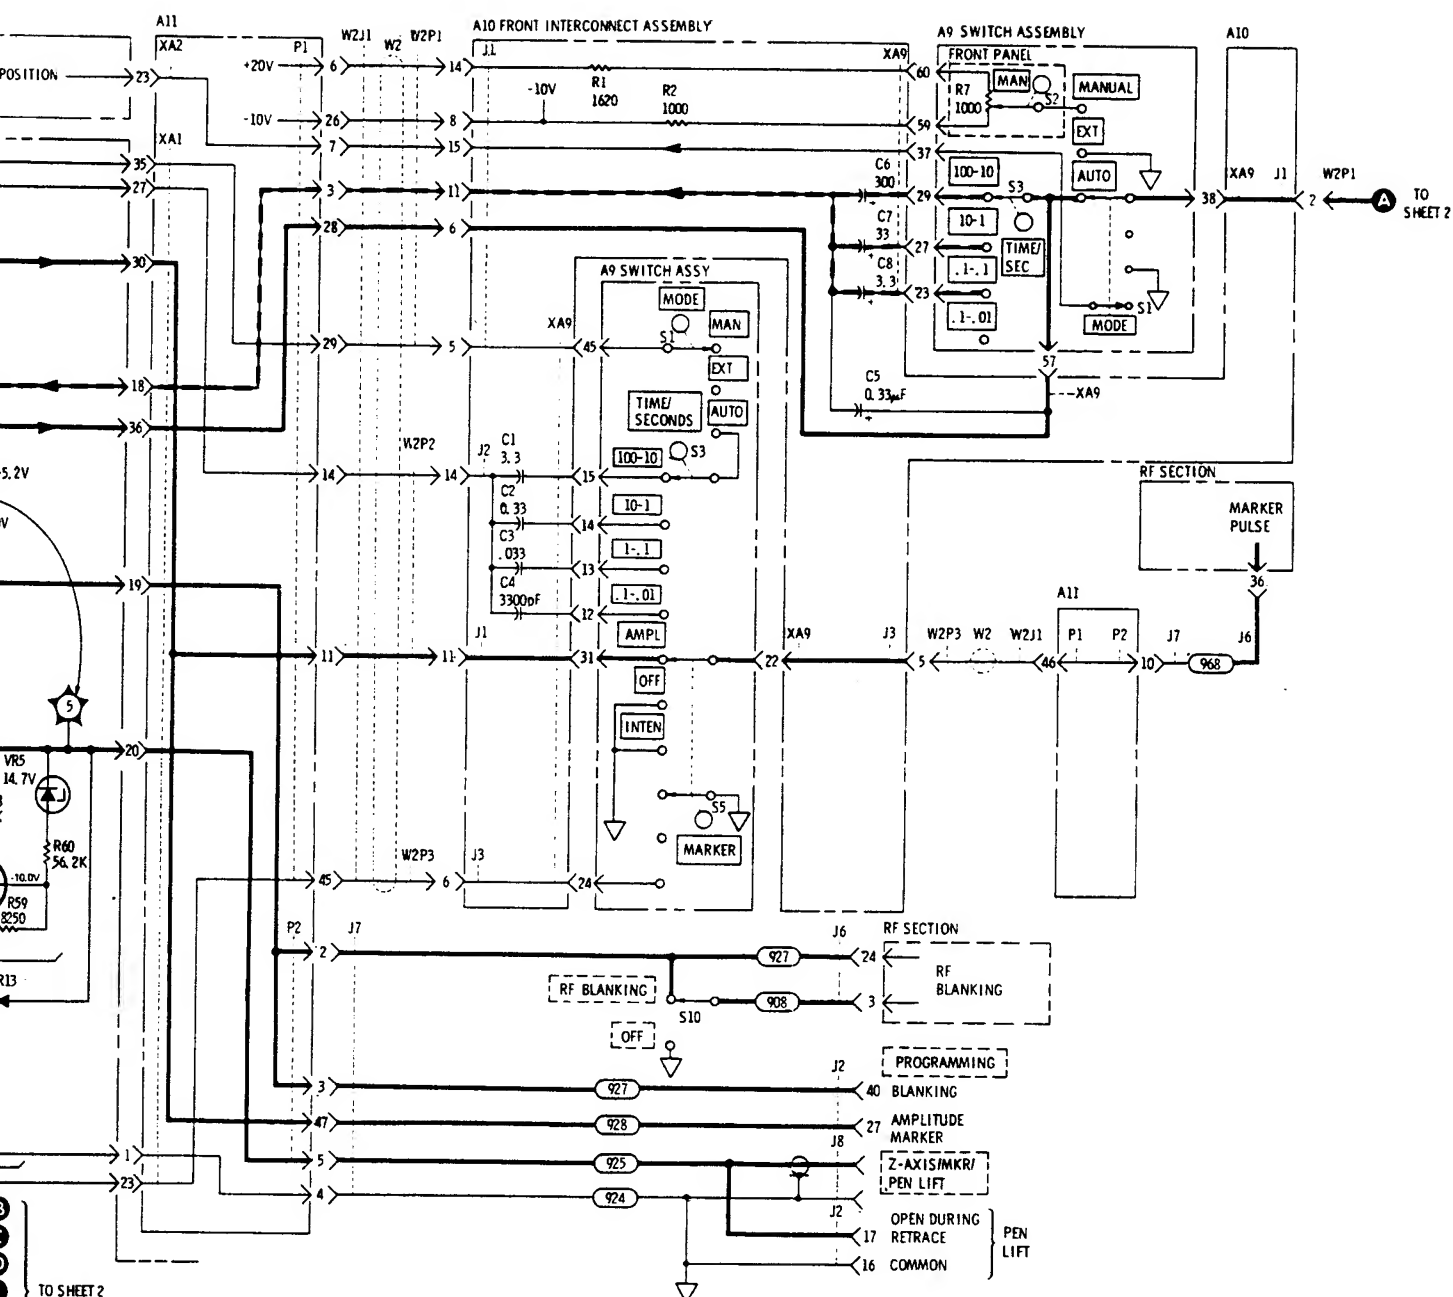 A11
XA2
POSITION
23
P1
+20V
6
W2J1
W2
W2P1
14
A10 FRONT INTERCONNECT ASSEMBLY
J1
R1
1620
XA9
60
A9 SWITCH ASSEMBLY
FRONT PANEL
R7
1000
MAN
S2
MANUAL
EXT
A10
-10V
26
8
-10V
R2
1000
59
7
15
37
XA1
35
27
3
11
C6
300
29
100-10
S3
AUTO
38
XA9
J1
2
W2P1
A
TO
SHEET 2
28
6
C7
33
27
10-1
TIME/
SEC
C8
3.3
23
.1-.1
.1-.01
S1
MODE
57
XA9
C5
0.33µF
30
A9 SWITCH ASSY
MODE
S1
MAN
EXT
AUTO
29
5
XA9
45
18
36
TIME/
SECONDS
S3
100-10
W2P2
14
14
J2
C1
3.3
15
C2
0.33
14
10-1
C3
.033
13
1-.1
C4
3300pF
12
.1-.01
-5.2V
V
19
RF SECTION
MARKER
PULSE
36
A11
P1
P2
J7
J6
11
11
J1
31
AMPL
OFF
INTEN
22
XA9
J3
5
W2P3
W2
W2J1
46
10
968
5
20
VR5
14.7V
R60
56.2K
-10.0V
R59
8250
R13
S5
MARKER
45
W2P3
6
J3
24
P2
2
J7
927
J6
24
RF SECTION
RF
BLANKING
RF BLANKING
S10
908
3
OFF
3
927
J2
40
PROGRAMMING
BLANKING
47
928
27
AMPLITUDE
MARKER
5
925
J8
Z-AXIS/MKR/
PEN LIFT
1
23
4
924
J2
17
OPEN DURING
RETRACE
16
COMMON
PEN
LIFT
TO SHEET 2